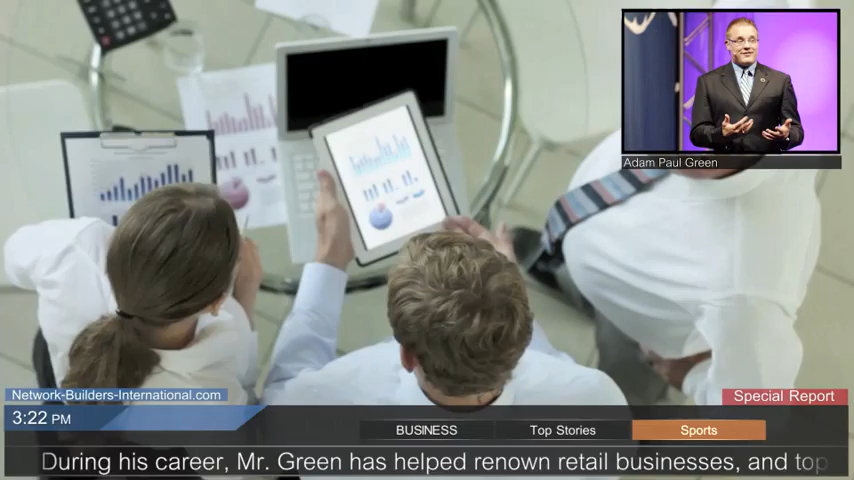 Adam Paul Green
Network-Builders-International.com
Special Report
3:22 PM
BUSINESS
Top Stories
Sports
During his career, Mr. Green has helped renown retail businesses, and top